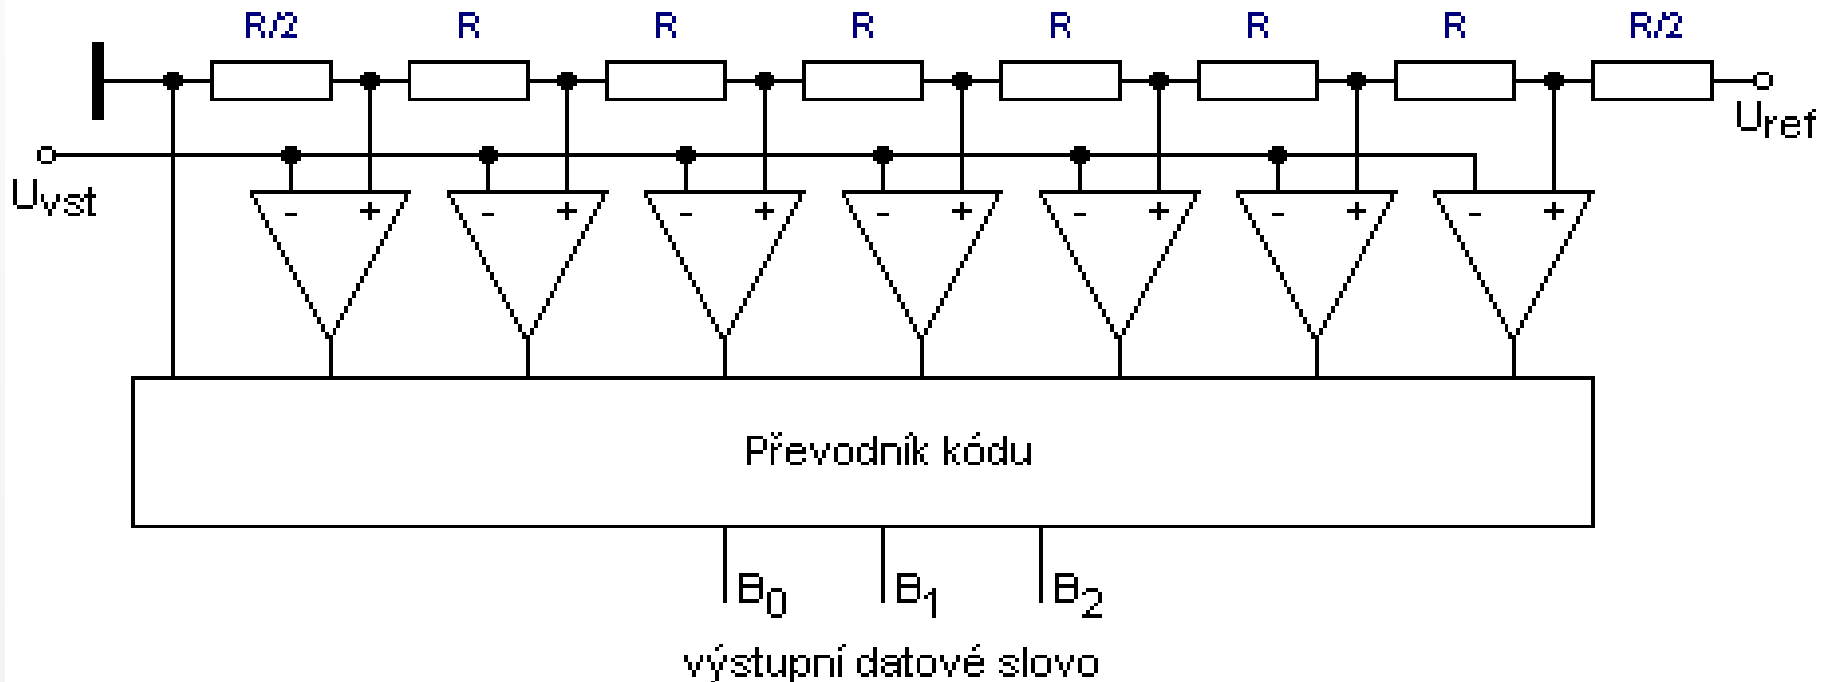 R/2 R R R R R R R/2
Uref
Uvst
- + - + - + - + - + - + - +
Převodník kódu
B0 B1 B2
výstupní datové slovo